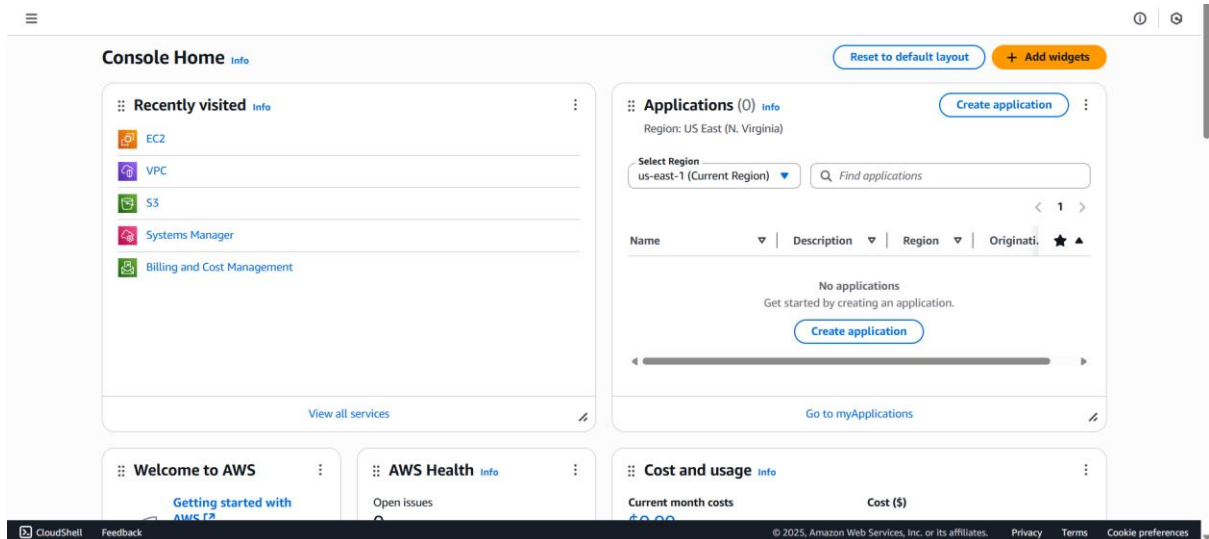 Console Home Info
Reset to default layout
+ Add widgets
Recently visited Info
EC2
VPC
S3
Systems Manager
Billing and Cost Management
View all services
Applications (0) Info
Create application
Region: US East (N. Virginia)
Select Region
us-east-1 (Current Region)
Find applications
1
Name Description Region Originati.
No applications
Get started by creating an application.
Create application
Go to myApplications
Welcome to AWS
Getting started with
AWS
AWS Health Info
Open issues
Cost and usage Info
Current month costs
$0.00
Cost ($)
CloudShell Feedback © 2025, Amazon Web Services, Inc. or its affiliates. Privacy Terms Cookie preferences